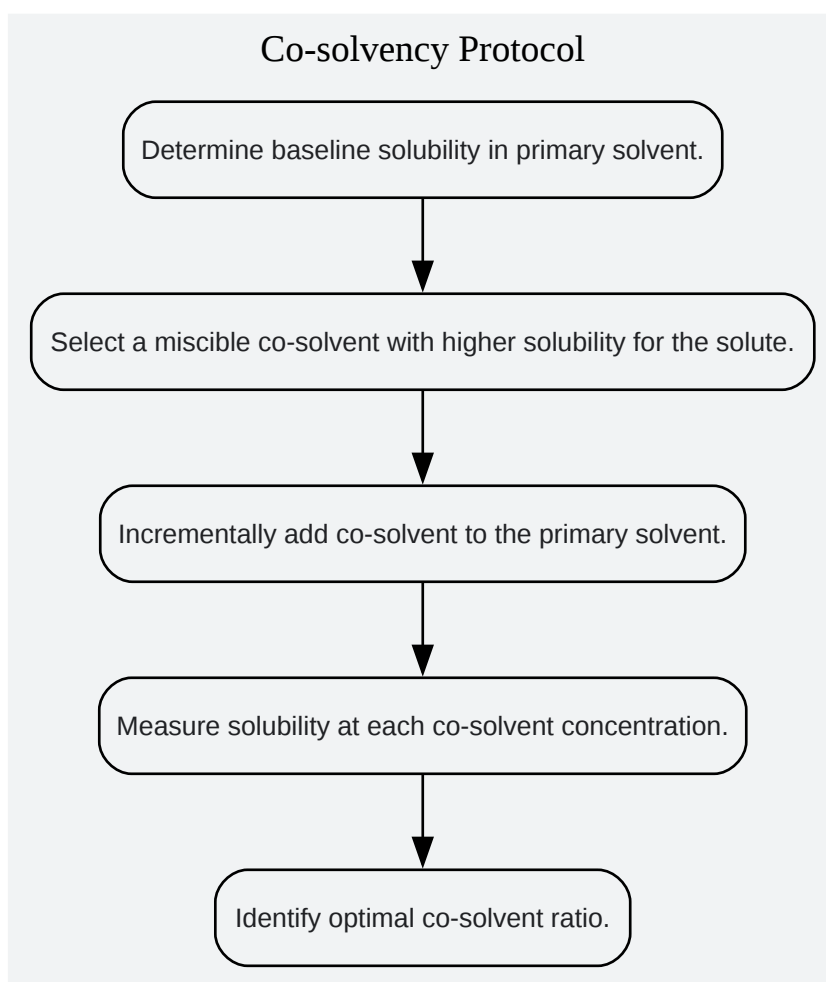 Co-solvency Protocol
Determine baseline solubility in primary solvent.
Select a miscible co-solvent with higher solubility for the solute.
Incrementally add co-solvent to the primary solvent.
Measure solubility at each co-solvent concentration.
Identify optimal co-solvent ratio.